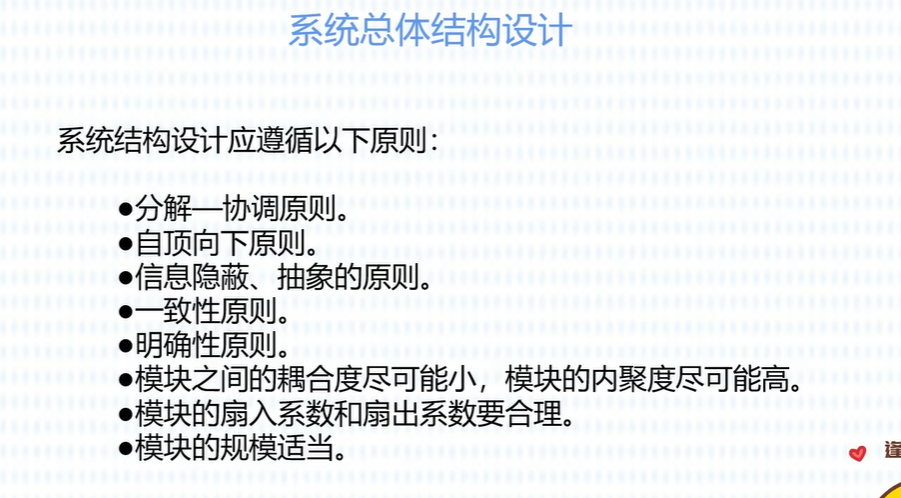 系统总体结构设计
系统结构设计应遵循以下原则：
●分解—协调原则。
●自顶向下原则。
●信息隐蔽、抽象的原则。
●一致性原则。
●明确性原则。
●模块之间的耦合度尽可能小，模块的内聚度尽可能高。
●模块的扇入系数和扇出系数要合理。
●模块的规模适当。